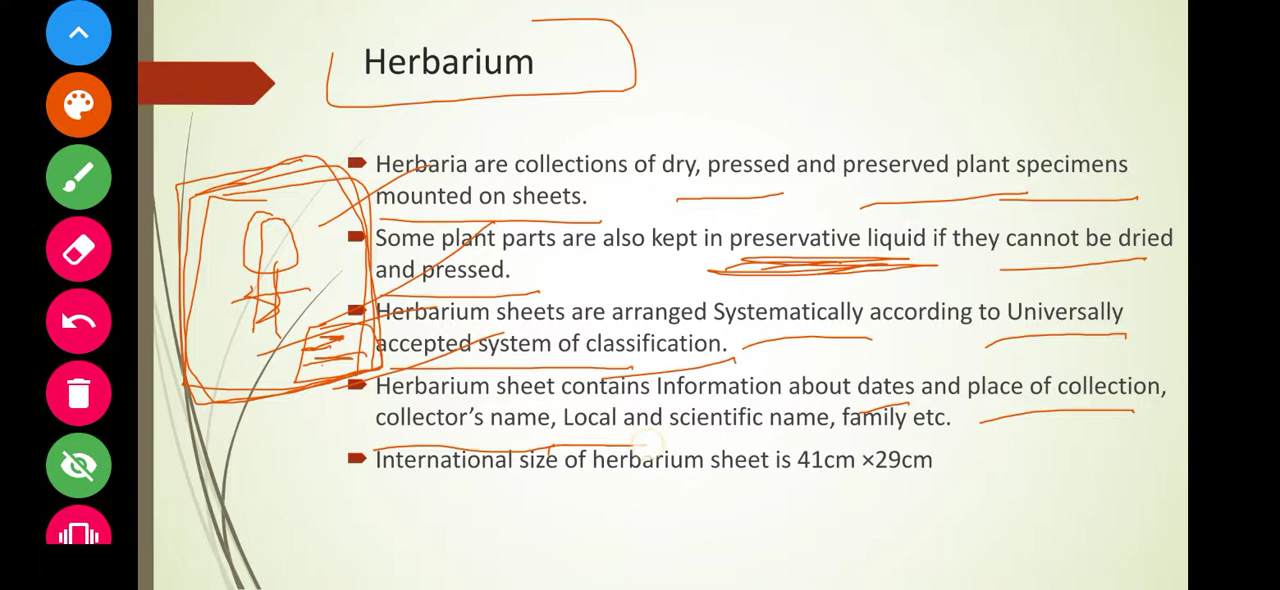 Herbarium
Herbaria are collections of dry, pressed and preserved plant specimens
mounted on sheets.
Some plant parts are also kept in preservative liquid if they cannot be dried
and pressed.
Herbarium sheets are arranged Systematically according to Universally
accepted system of classification.
Herbarium sheet contains Information about dates and place of collection,
collector's name, Local and scientific name, family etc.
International size of herbarium sheet is 41cm ×29cm